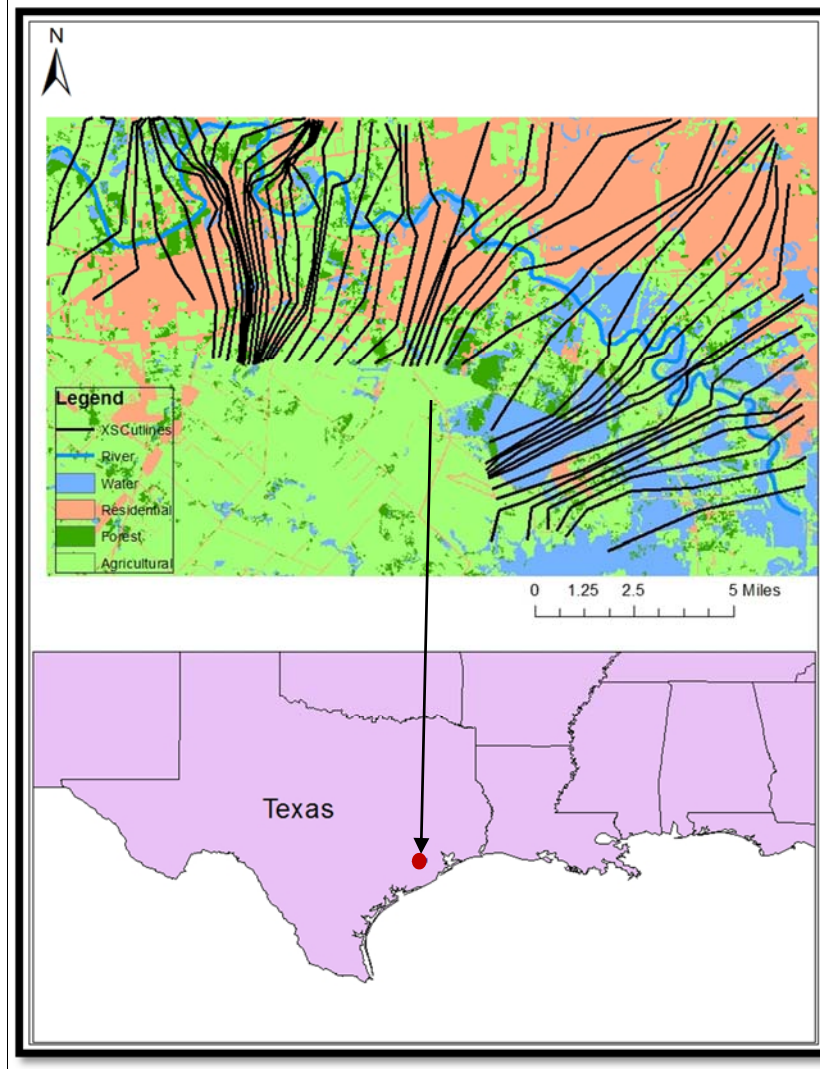 N
Legend
XSCutlines
River
Water
Residential
Forest
Agricultural
0 1.25 2.5 5 Miles
Texas